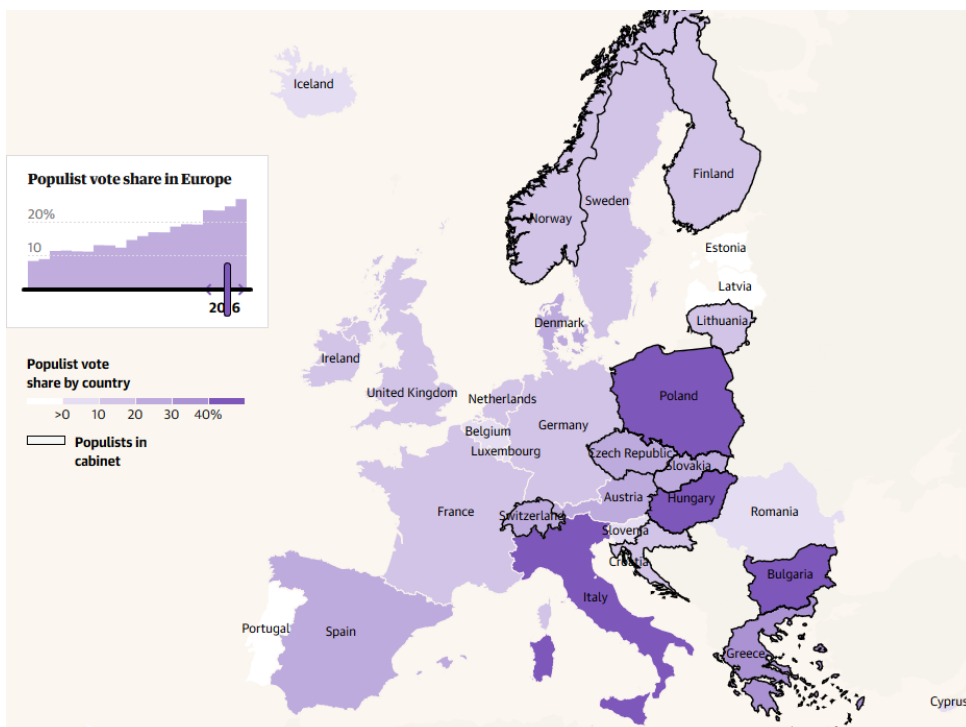 Iceland
Populist vote share in Europe
20%
10
2016
Populist vote
share by country
>0 10 20 30 40%
Populists in
cabinet
Finland
Sweden
Norway
Estonia
Latvia
Lithuania
Denmark
Ireland
United Kingdom
Netherlands
Poland
Belgium
Germany
Luxembourg
Czech Republic
Slovakia
Austria
Hungary
France
Switzerland
Romania
Slovenia
Croatia
Bulgaria
Italy
Portugal
Spain
Greece
Cyprus